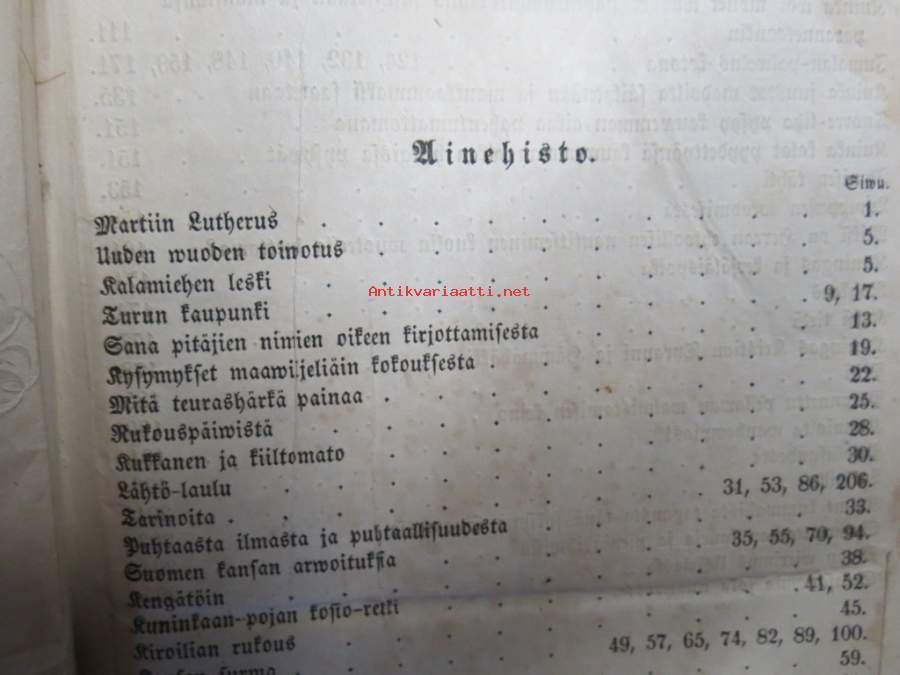 Ainehisto.
Siwu.
Martiin Lutherus . . . . . . . 1.
Uuden wuoden toiwotus . . . . . . 5.
Kalamiehen leski . . . . . . . 5.
Turun kaupunki . . . . . . . 9, 17.
Sana pitäjien nimien oikeen kirjottamisesta . . . 13.
Kysymykset maawiljeliäin kokouksesta . . . . 19.
Mitä teurashärkä painaa . . . . . . 22.
Rukouspäiwistä . . . . . . . 25.
Kukkanen ja kiiltomato . . . . . . 28.
Lähtö-laulu . . . . . . . . 30.
Tarinoita . . . . . . . 31, 53, 86, 206.
Puhtaasta ilmasta ja puhtaallisuudesta . . . . 33.
Suomen kansan arwoituksia . . . 35, 55, 70, 94.
Kengätöin . . . . . . . . 38.
Kuninkaan-pojan kosio-retki . . . . . 41, 52.
Kiroilian rukous . . . . . . . 45.
surma . . . 49, 57, 65, 74, 82, 89, 100.
59.
Antikvariaatti.net